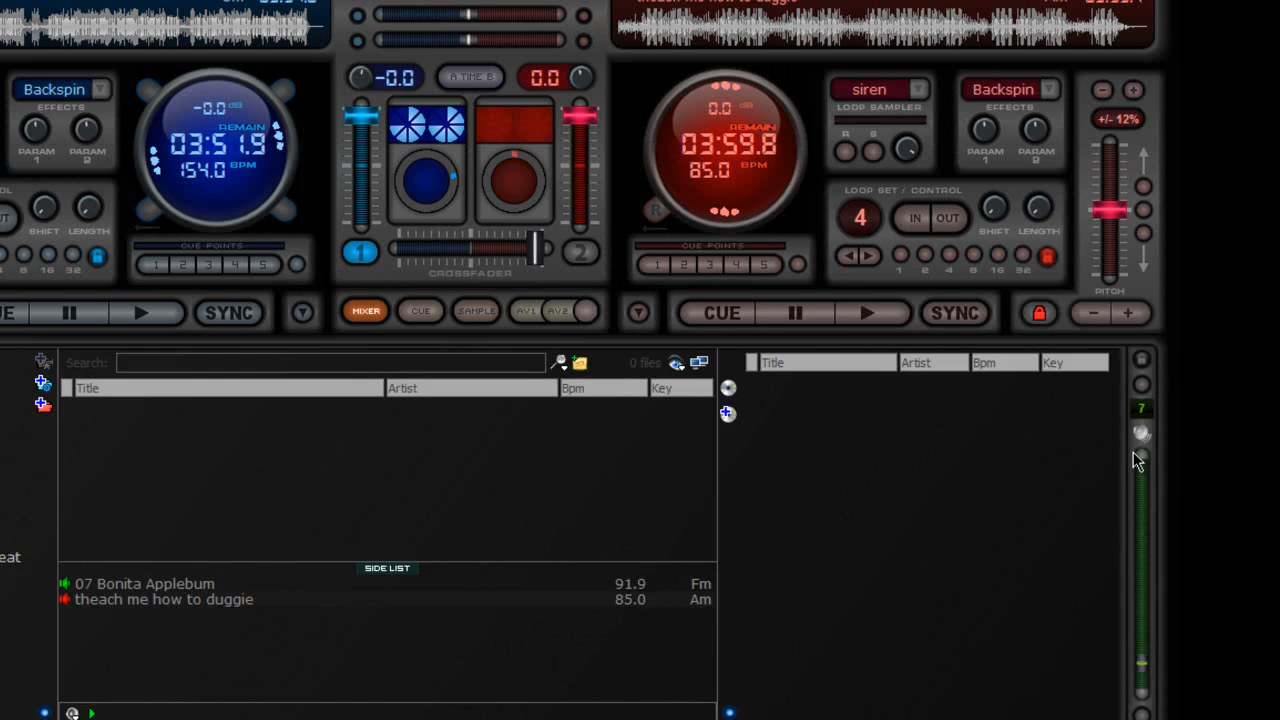 theach me how to duggie
-0.0
A TIME B
0.0
Backspin
EFFECTS
PARAM 1
PARAM 2
-0.0 dB
REMAIN
03:51.9
154.0 BPM
0.0 dB
REMAIN
03:59.8
85.0 BPM
siren
LOOP SAMPLER
R
S
Backspin
EFFECTS
PARAM 1
PARAM 2
+/- 12%
SHIFT
LENGTH
8 16 32
CUE POINTS
1 2 3 4 5
1
CROSSFADER
2
R
CUE POINTS
1 2 3 4 5
LOOP SET / CONTROL
4
IN OUT
SHIFT LENGTH
1 2 4 8 16 32
PITCH
SYNC
MIXER
CUE
SAMPLE
AV1
AV2
CUE
SYNC
- +
Search:
0 files
Title Artist Bpm Key
Title Artist Bpm Key
7
eat
SIDE LIST
07 Bonita Applebum 91.9 Fm
theach me how to duggie 85.0 Am